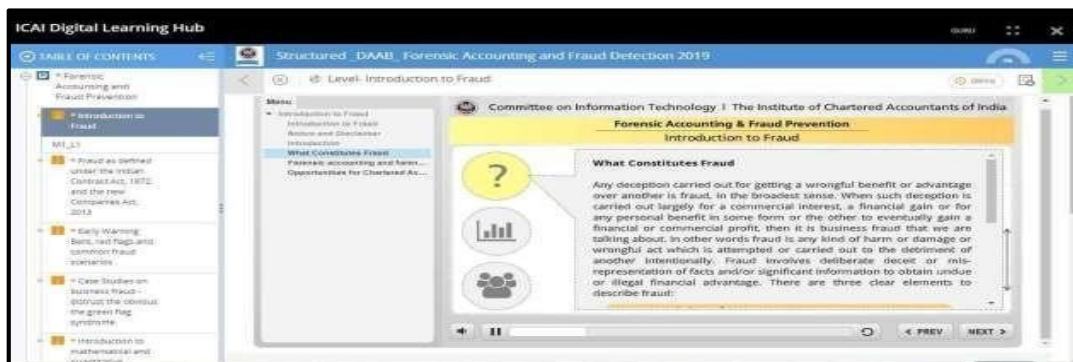 ICAI Digital Learning Hub
GURU
TABLE OF CONTENTS
Structured_DAAB_Forensic Accounting and Fraud Detection 2019
* Forensic
Accounting and
Fraud Prevention
* Introduction to
Fraud
M1_L1
* Fraud as defined
under the Indian
Contract Act, 1872
and the new
Companies Act,
2013
* Early Warning
Bells, red flags and
common fraud
scenarios
* Case Studies on
business fraud -
distrust the obvious
the green flag
syndrome
* Introduction to
mathematical and
Level- Introduction to Fraud
Menu
Introduction to Fraud
Introduction to Fraud
Notice and Disclaimer
Introduction
What Constitutes Fraud
Forensic accounting and foren...
Opportunities for Chartered As...
Committee on Information Technology I The Institute of Chartered Accountants of India
Forensic Accounting & Fraud Prevention
Introduction to Fraud
?
What Constitutes Fraud
Any deception carried out for getting a wrongful benefit or advantage
over another is fraud, in the broadest sense. When such deception is
carried out largely for a commercial interest, a financial gain or for
any personal benefit in some form or the other to eventually gain a
financial or commercial profit, then it is business fraud that we are
talking about. In other words fraud is any kind of harm or damage or
wrongful act which is attempted or carried out to the detriment of
another intentionally. Fraud involves deliberate deceit or mis-
representation of facts and/or significant information to obtain undue
or illegal financial advantage. There are three clear elements to
describe fraud:
< PREV
NEXT >